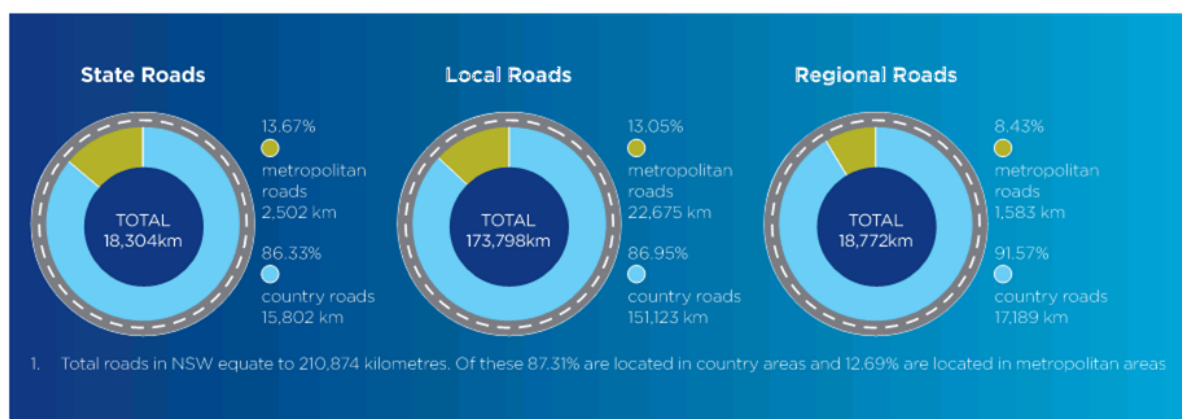 State Roads
TOTAL
18,304km
13.67%
metropolitan
roads
2,502 km
86.33%
country roads
15,802 km
Local Roads
TOTAL
173,798km
13.05%
metropolitan
roads
22,675 km
86.95%
country roads
151,123 km
Regional Roads
TOTAL
18,772km
8.43%
metropolitan
roads
1,583 km
91.57%
country roads
17,189 km
1. Total roads in NSW equate to 210,874 kilometres. Of these 87.31% are located in country areas and 12.69% are located in metropolitan areas